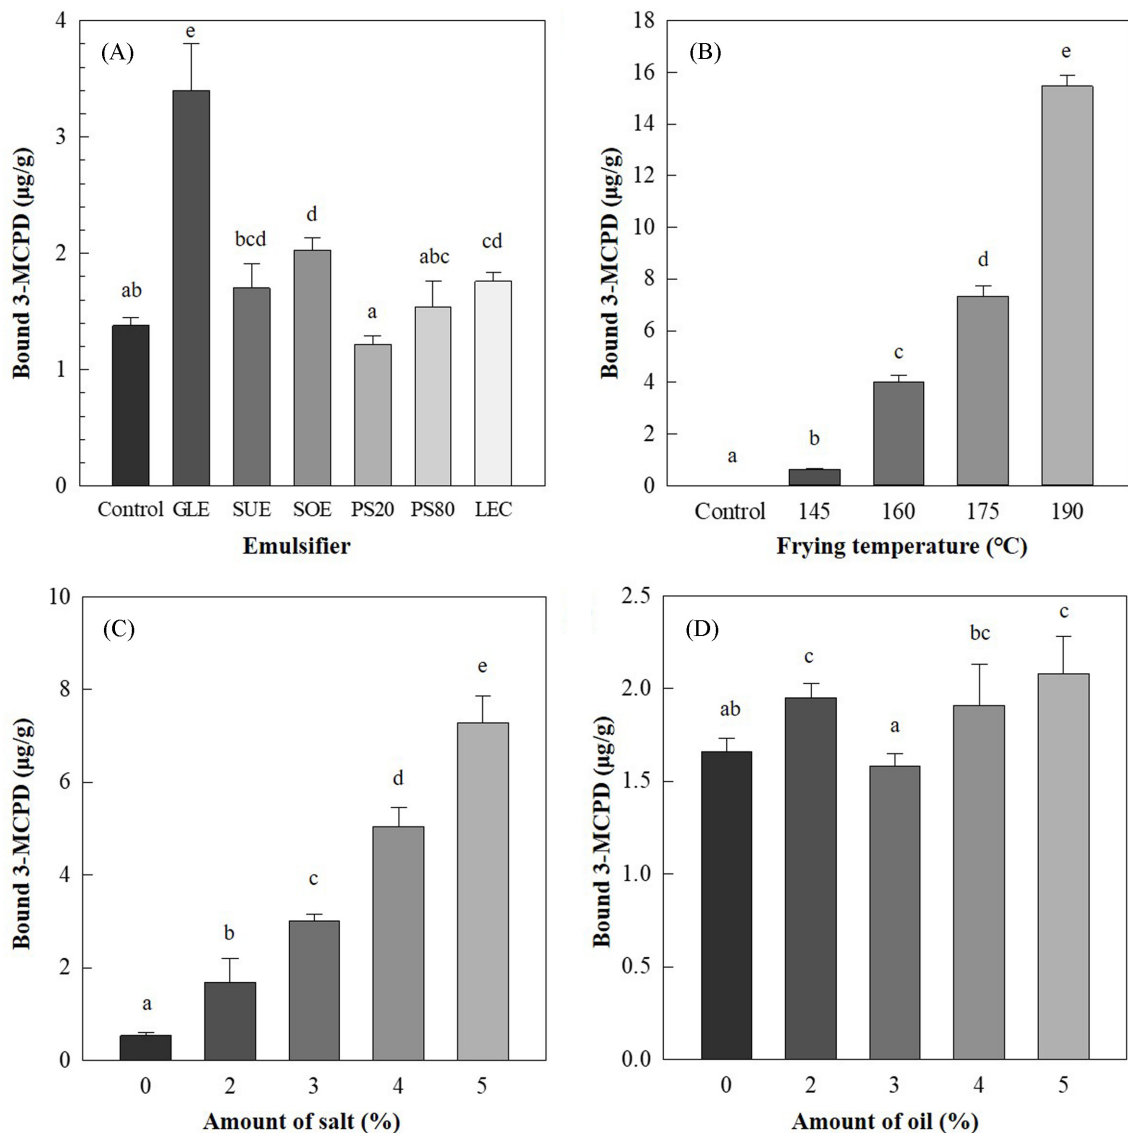 (A)
Bound 3-MCPD (μg/g)
4
3
2
1
0
ab
e
bcd
d
a
abc
cd
Control GLE SUE SOE PS20 PS80 LEC
Emulsifier
(B)
Bound 3-MCPD (μg/g)
18
16
14
12
10
8
6
4
2
0
a
b
c
d
e
Control 145 160 175 190
Frying temperature (°C)
(C)
Bound 3-MCPD (μg/g)
10
8
6
4
2
0
a
b
c
d
e
0 2 3 4 5
Amount of salt (%)
(D)
Bound 3-MCPD (μg/g)
2.5
2.0
1.5
1.0
0.5
0.0
ab
c
a
bc
c
0 2 3 4 5
Amount of oil (%)